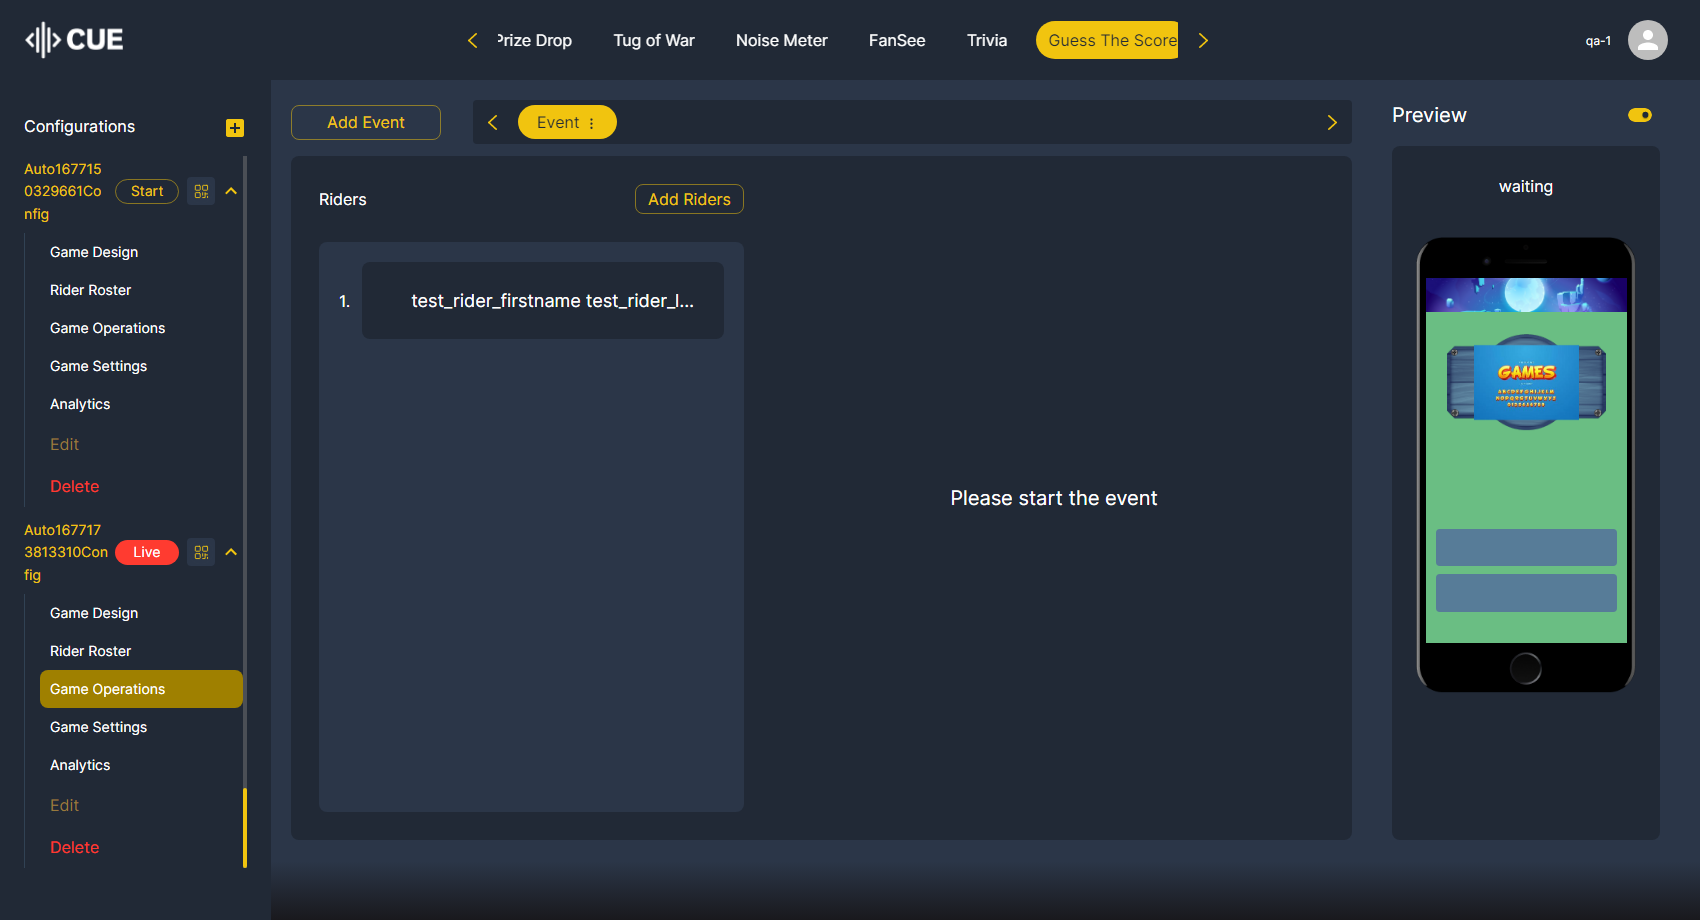 CUE
Prize Drop
Tug of War
Noise Meter
FanSee
Trivia
Guess The Score
qa-1
Configurations
Auto167715
0329661Co
nfig
Start
Game Design
Rider Roster
Game Operations
Game Settings
Analytics
Edit
Delete
Auto167717
3813310Con
fig
Live
Game Design
Rider Roster
Game Operations
Game Settings
Analytics
Edit
Delete
Add Event
Event
Riders
Add Riders
1.
test_rider_firstname test_rider_l...
Please start the event
Preview
waiting
GAMES